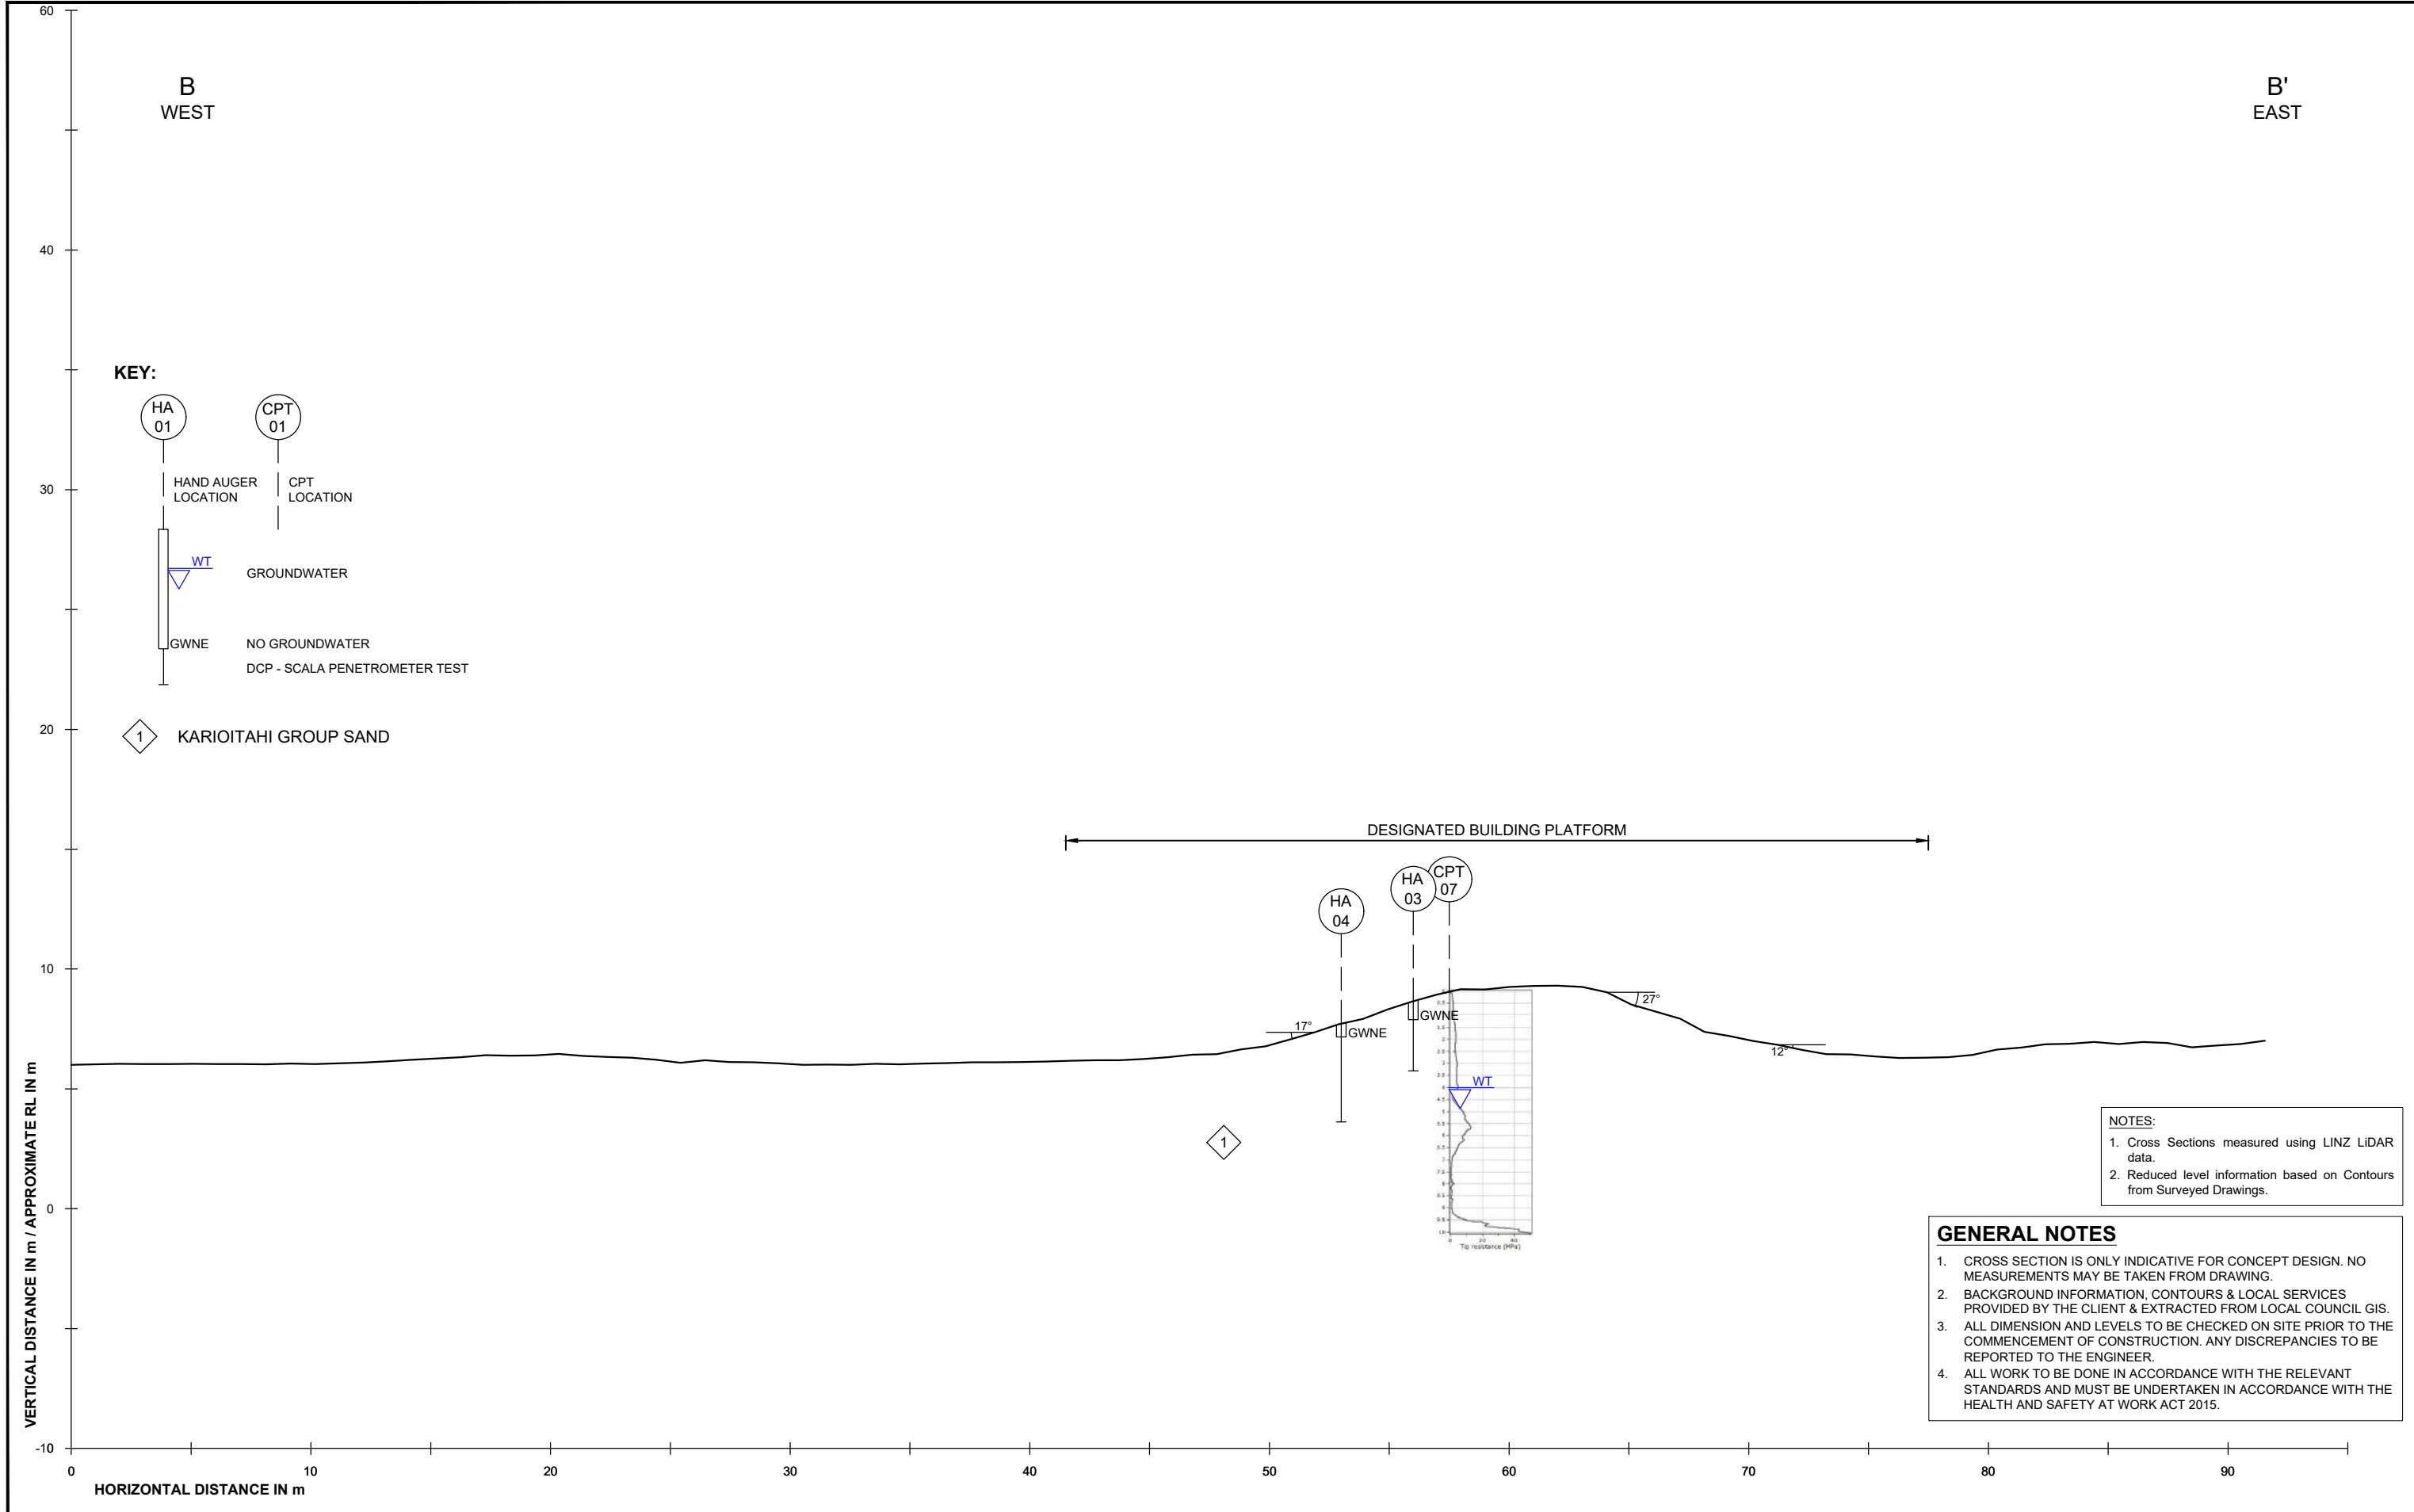 60
B
WEST
B'
EAST
40
KEY:
HA
01
CPT
01
30
HAND AUGER
LOCATION
CPT
LOCATION
WT
GROUNDWATER
GWNE
NO GROUNDWATER
DCP - SCALA PENETROMETER TEST
20
1
KARIOITAHI GROUP SAND
DESIGNATED BUILDING PLATFORM
HA
04
HA
03
CPT
07
10
17°
GWNE
GWNE
27°
12°
WT
1
0
Tip resistance (MPa)
NOTES:
1. Cross Sections measured using LINZ LiDAR
data.
2. Reduced level information based on Contours
from Surveyed Drawings.
GENERAL NOTES
1. CROSS SECTION IS ONLY INDICATIVE FOR CONCEPT DESIGN. NO
MEASUREMENTS MAY BE TAKEN FROM DRAWING.
2. BACKGROUND INFORMATION, CONTOURS & LOCAL SERVICES
PROVIDED BY THE CLIENT & EXTRACTED FROM LOCAL COUNCIL GIS.
3. ALL DIMENSION AND LEVELS TO BE CHECKED ON SITE PRIOR TO THE
COMMENCEMENT OF CONSTRUCTION. ANY DISCREPANCIES TO BE
REPORTED TO THE ENGINEER.
4. ALL WORK TO BE DONE IN ACCORDANCE WITH THE RELEVANT
STANDARDS AND MUST BE UNDERTAKEN IN ACCORDANCE WITH THE
HEALTH AND SAFETY AT WORK ACT 2015.
VERTICAL DISTANCE IN m / APPROXIMATE RL IN m
-10
0 10 20 30 40 50 60 70 80 90
HORIZONTAL DISTANCE IN m